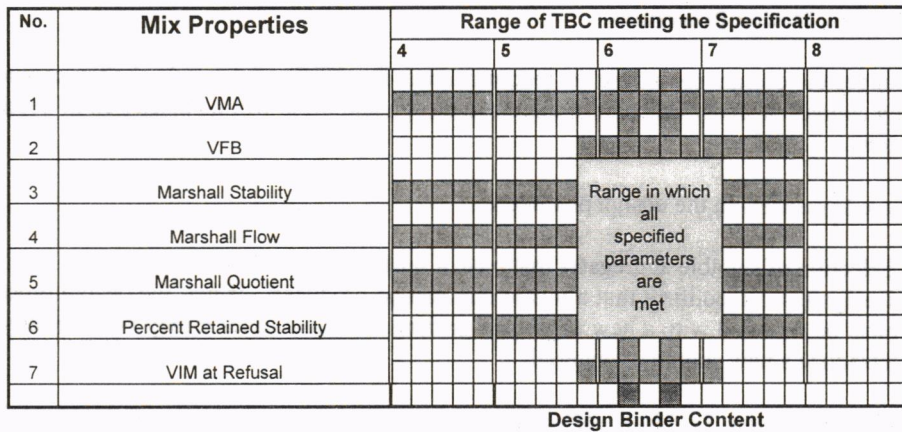 No. Mix Properties Range of TBC meeting the Specification
4 5 6 7 8
1 VMA
2 VFB
3 Marshall Stability
4 Marshall Flow
5 Marshall Quotient
6 Percent Retained Stability
7 VIM at Refusal
Range in which
all
specified
parameters
are
met
Design Binder Content